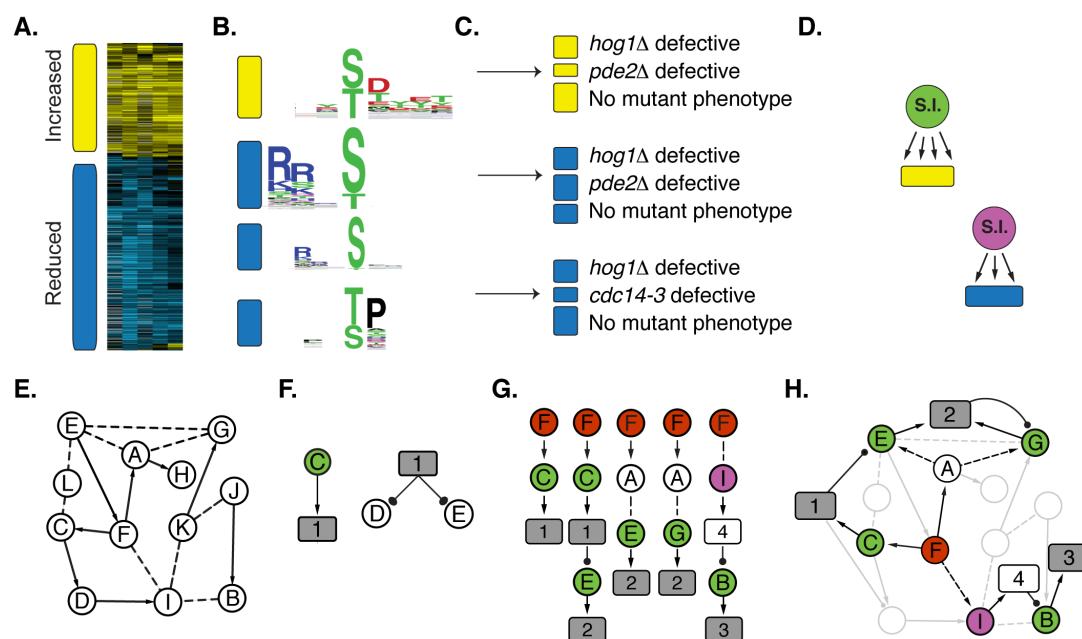 A.
Increased
Reduced
B.
S
T
D
T
RR
S
T
R
S
T
S
P
C.
hog1Δ defective
pde2Δ defective
No mutant phenotype
hog1Δ defective
pde2Δ defective
No mutant phenotype
hog1Δ defective
cdc14-3 defective
No mutant phenotype
D.
S.I.
S.I.
E.
E
G
A
H
L
J
C
F
K
D
I
B
F.
C
1
1
D
E
G.
F F F F F
C C A A I
1 1 E G 4
E 2 2 B
2 3
H.
2
E
G
A
1
C
F
4
3
I
B